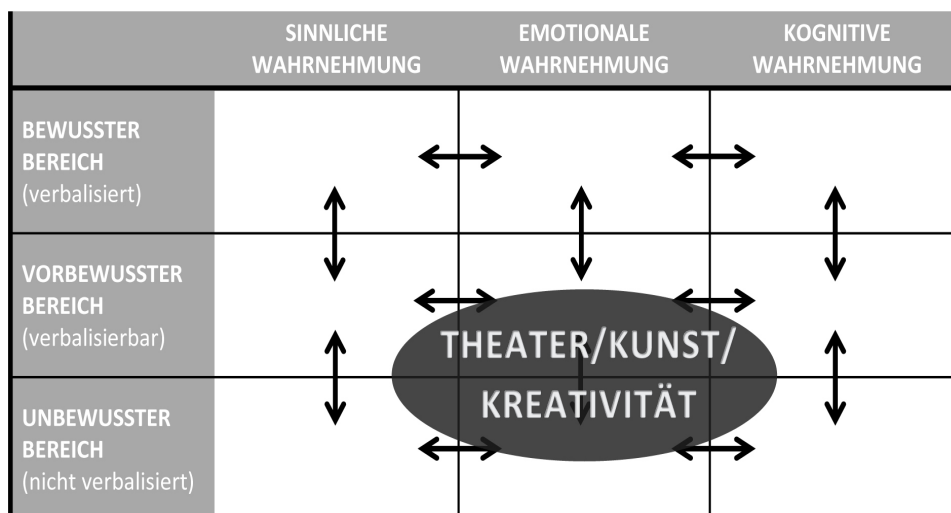 SINNLICHE
WAHRNEHMUNG
EMOTIONALE
WAHRNEHMUNG
KOGNITIVE
WAHRNEHMUNG
BEWUSSTER
BEREICH
(verbalisiert)
VORBEWUSSTER
BEREICH
(verbalisierbar)
THEATER/KUNST/
KREATIVITÄT
UNBEWUSSTER
BEREICH
(nicht verbalisiert)